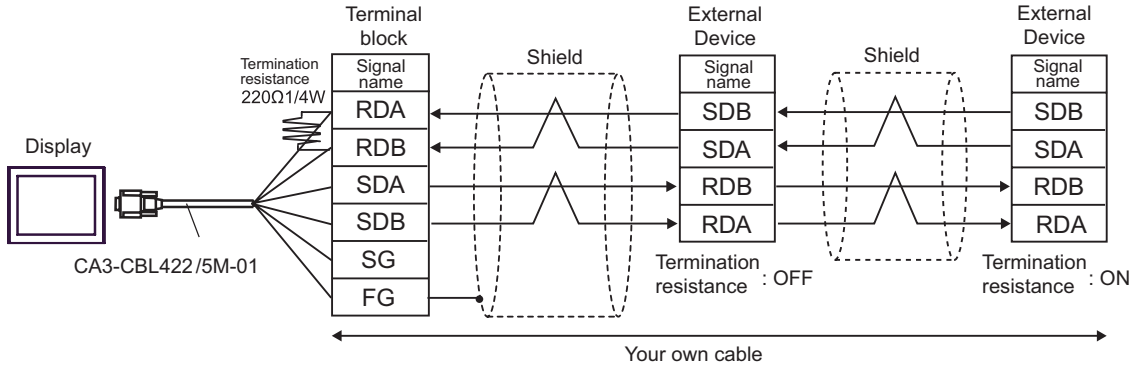 Terminal
block
External
Device
External
Device
Shield
Shield
Termination
resistance
220Ω1/4W
Signal
name
RDA
RDB
SDA
SDB
SG
FG
Signal
name
SDB
SDA
RDB
RDA
Signal
name
SDB
SDA
RDB
RDA
Display
CA3-CBL422/5M-01
Termination
resistance : OFF
Termination
resistance : ON
Your own cable